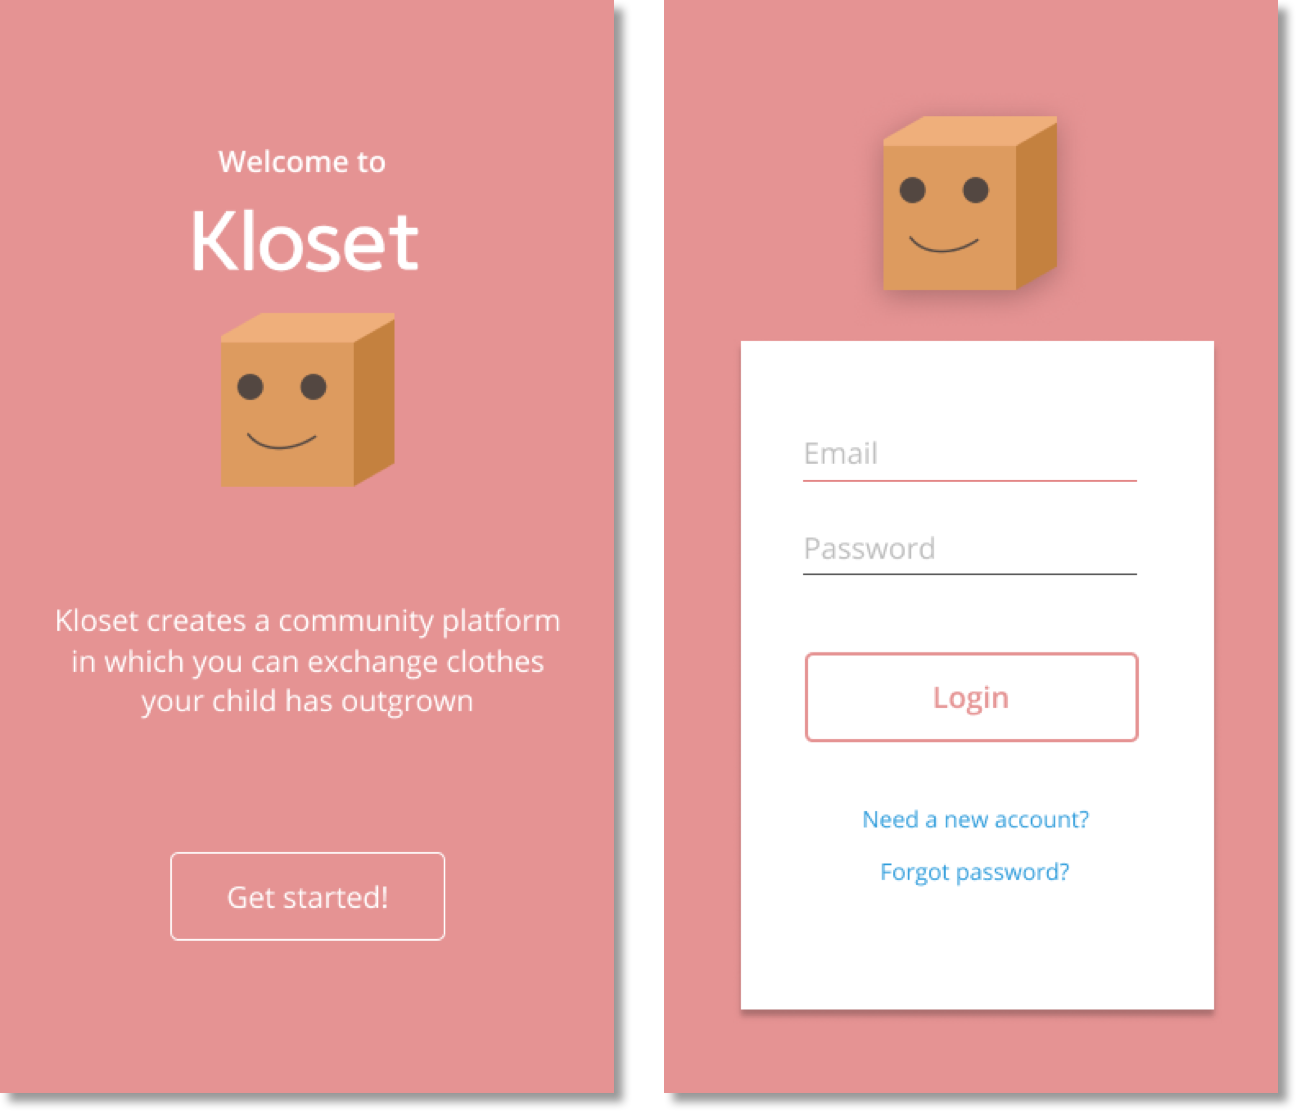 Welcome to
Kloset
Kloset creates a community platform
in which you can exchange clothes
your child has outgrown
Get started!
Email
Password
Login
Need a new account?
Forgot password?